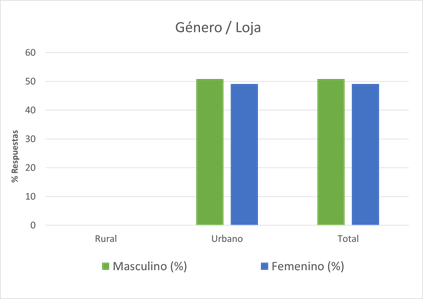 Género / Loja
60
50
40
30
20
10
0
% Respuestas
Rural Urbano Total
Masculino (%) Femenino (%)